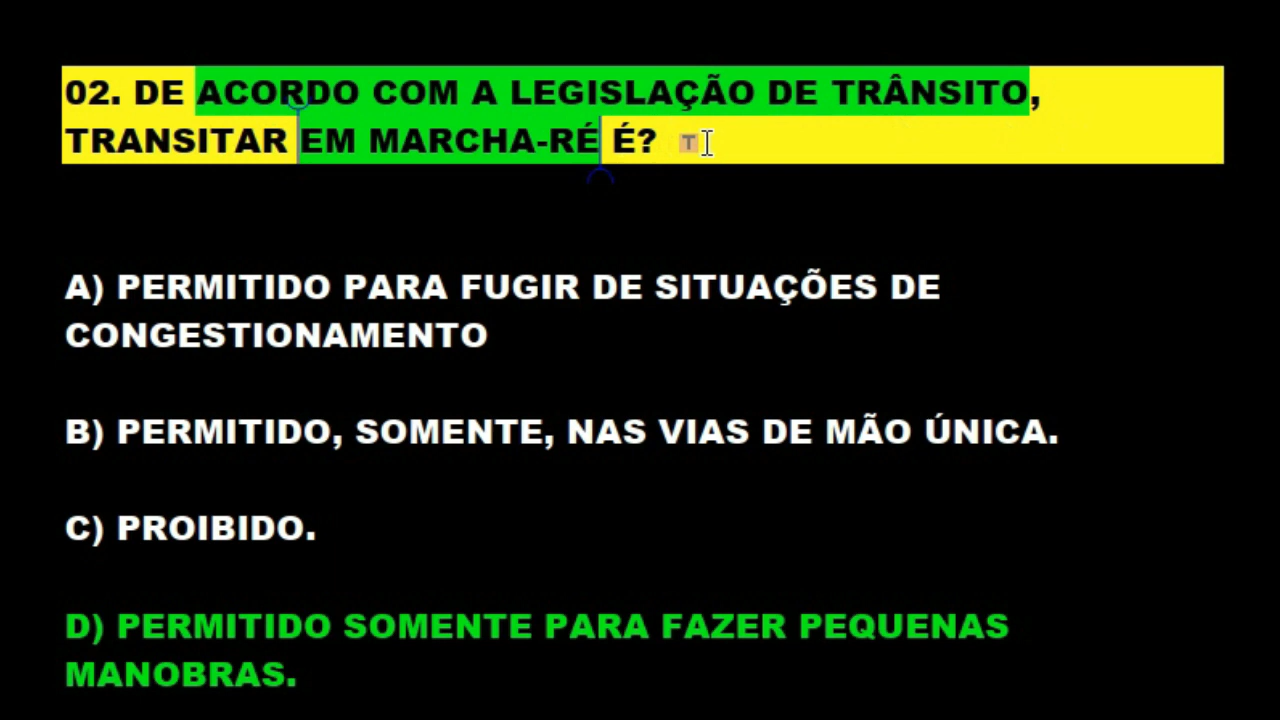 02. DE ACORDO COM A LEGISLAÇÃO DE TRÂNSITO,
TRANSITAR EM MARCHA-RÉ É? T
A) PERMITIDO PARA FUGIR DE SITUAÇÕES DE
CONGESTIONAMENTO
B) PERMITIDO, SOMENTE, NAS VIAS DE MÃO ÚNICA.
C) PROIBIDO.
D) PERMITIDO SOMENTE PARA FAZER PEQUENAS
MANOBRAS.